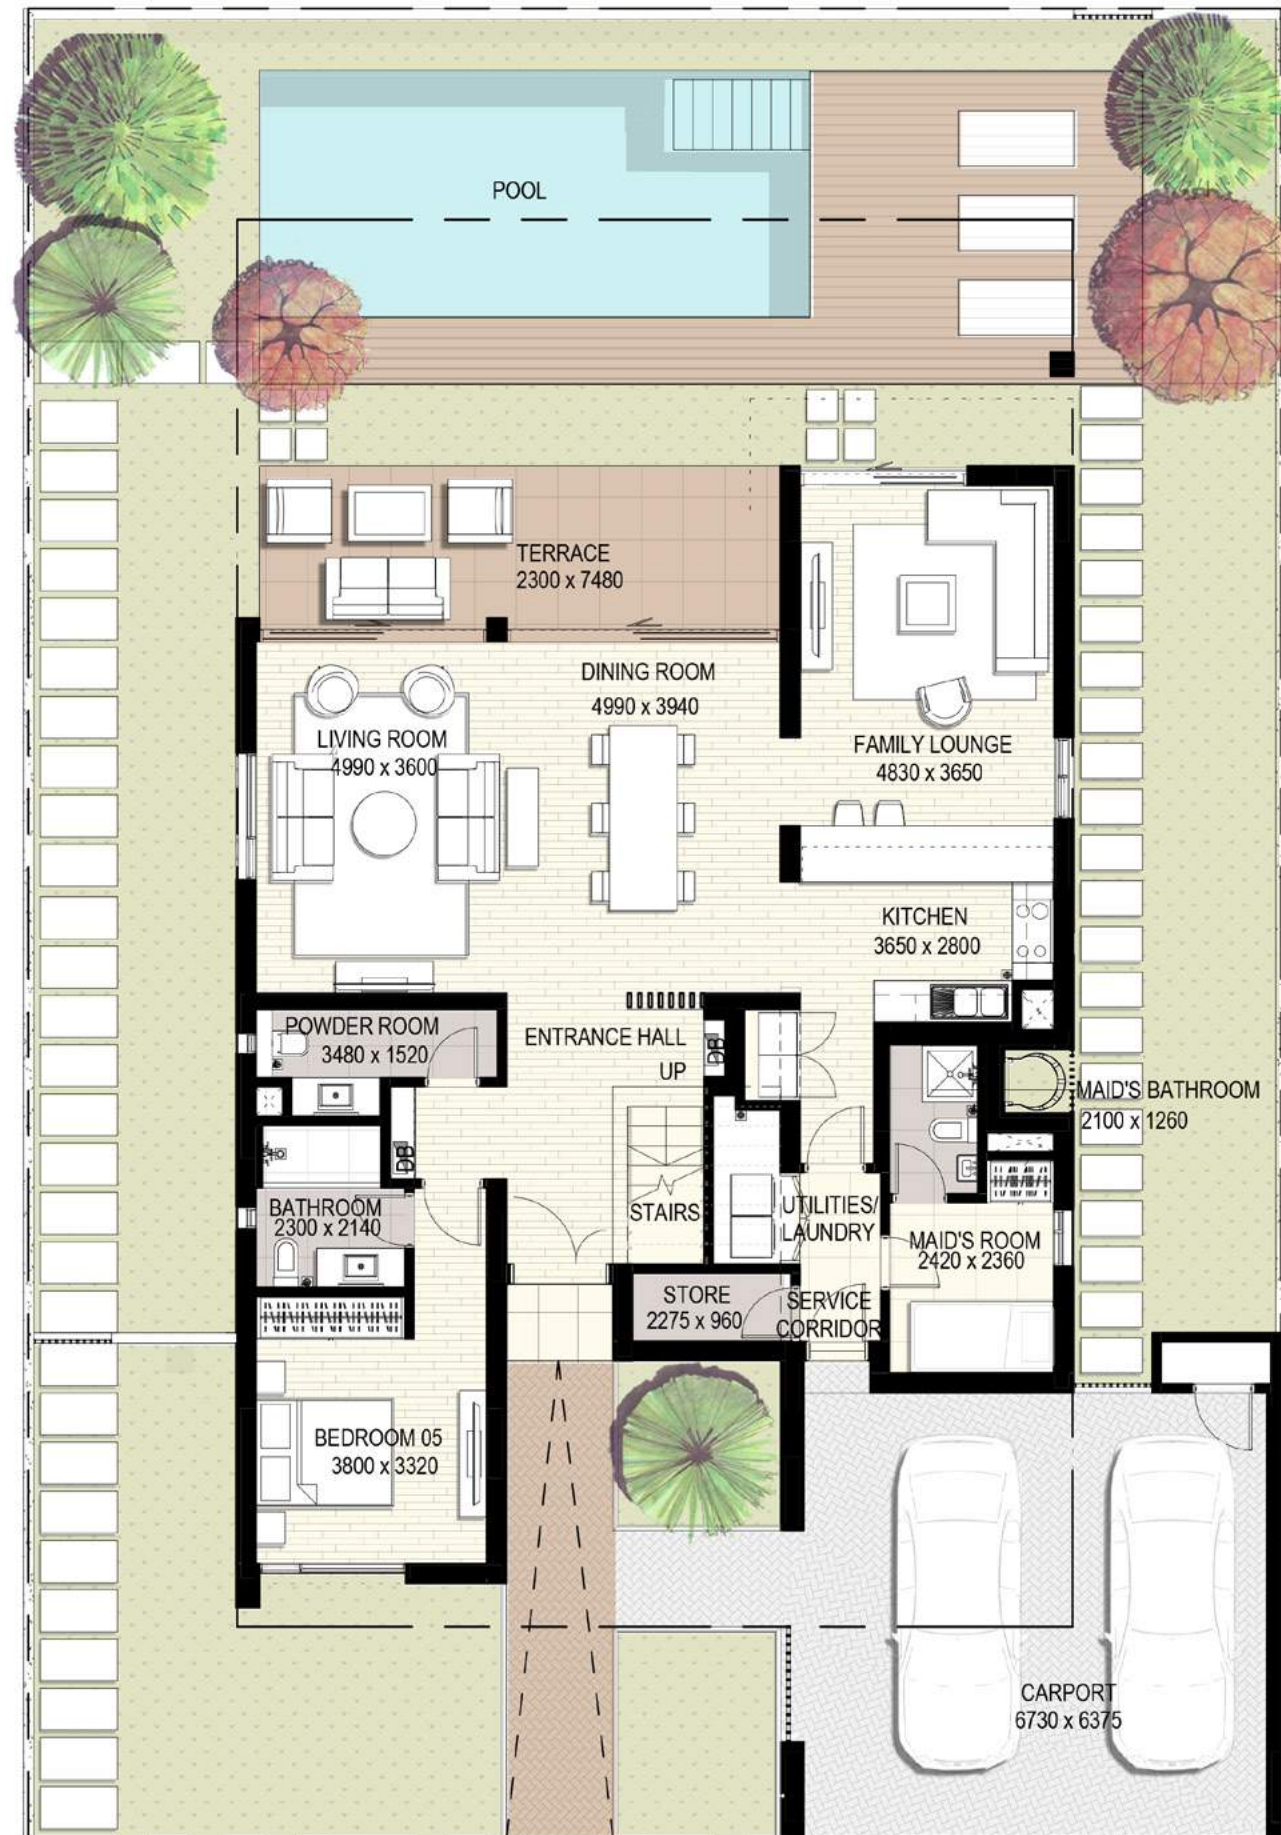 POOL
TERRACE
2300 x 7480
DINING ROOM
4990 x 3940
LIVING ROOM
4990 x 3600
FAMILY LOUNGE
4830 x 3650
KITCHEN
3650 x 2800
POWDER ROOM
3480 x 1520
ENTRANCE HALL
UP
DB
MAID'S BATHROOM
2100 x 1260
DB
BATHROOM
2300 x 2140
STAIRS
UTILITIES/
LAUNDRY
MAID'S ROOM
2420 x 2360
STORE
2275 x 960
SERVICE
CORRIDOR
BEDROOM 05
3800 x 3320
CARPORT
6730 x 6375